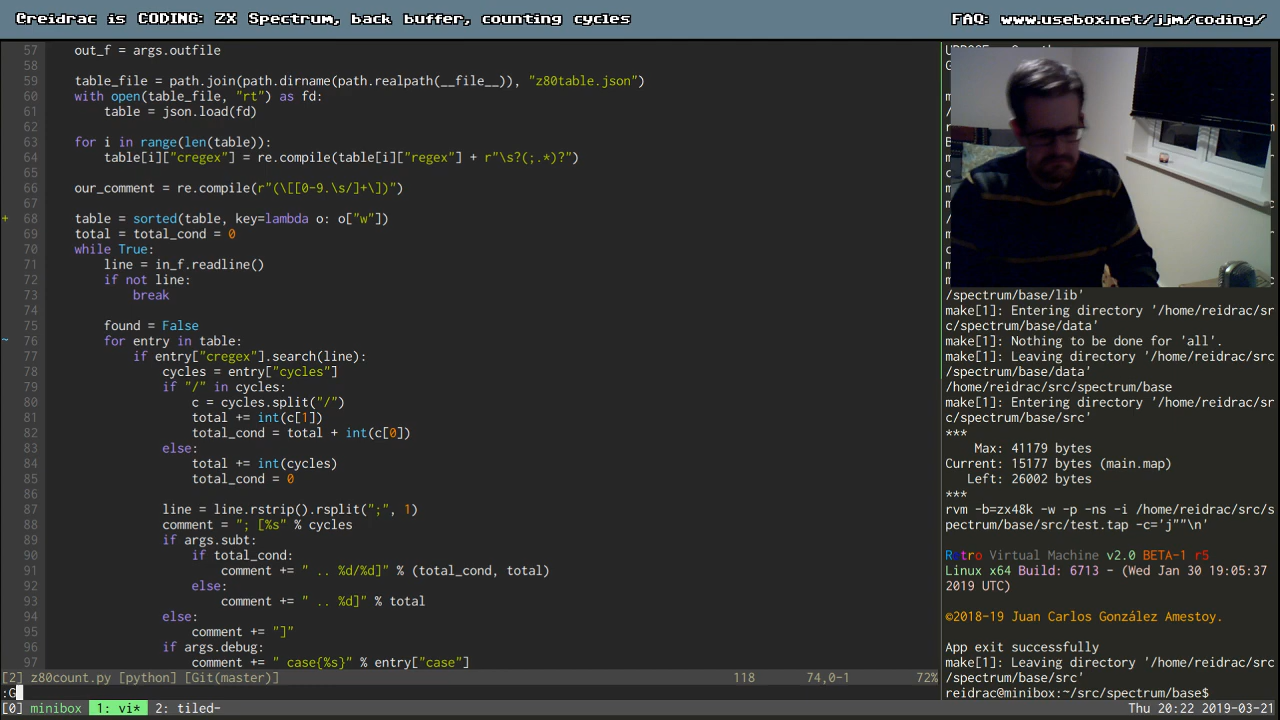 @reidrac is CODING: ZX Spectrum, back buffer, counting cycles
FAQ: www.usebox.net/jjm/coding/
57 out_f = args.outfile
58
59 table_file = path.join(path.dirname(path.realpath(__file__)), "z80table.json")
60 with open(table_file, "rt") as fd:
61 table = json.load(fd)
62
63 for i in range(len(table)):
64 table[i]["cregex"] = re.compile(table[i]["regex"] + r"\s?(;.*)?")
65
66 our_comment = re.compile(r"(\[[0-9.\s/]+\])")
67
+ 68 table = sorted(table, key=lambda o: o["w"])
69 total = total_cond = 0
70 while True:
71 line = in_f.readline()
72 if not line:
73 break
74
75 found = False
~ 76 for entry in table:
77 if entry["cregex"].search(line):
78 cycles = entry["cycles"]
79 if "/" in cycles:
80 c = cycles.split("/")
81 total += int(c[1])
82 total_cond = total + int(c[0])
83 else:
84 total += int(cycles)
85 total_cond = 0
86
87 line = line.rstrip().rsplit(";", 1)
88 comment = "; [%s" % cycles
89 if args.subt:
90 if total_cond:
91 comment += " .. %d/%d]" % (total_cond, total)
92 else:
93 comment += " .. %d]" % total
94 else:
95 comment += "]"
96 if args.debug:
97 comment += " case{%s}" % entry["case"]
[2] z80count.py [python] [Git(master)] 118 74,0-1 72%
:G
/spectrum/base/lib'
make[1]: Entering directory '/home/reidrac/sr
c/spectrum/base/data'
make[1]: Nothing to be done for 'all'.
make[1]: Leaving directory '/home/reidrac/src
/spectrum/base/data'
/home/reidrac/src/spectrum/base
make[1]: Entering directory '/home/reidrac/sr
c/spectrum/base/src'
***
Max: 41179 bytes
Current: 15177 bytes (main.map)
Left: 26002 bytes
***
rvm -b=zx48k -w -p -ns -i /home/reidrac/src/s
pectrum/base/src/test.tap -c='j""\n'
Retro Virtual Machine v2.0 BETA-1 r5
Linux x64 Build: 6713 - (Wed Jan 30 19:05:37
2019 UTC)
©2018-19 Juan Carlos González Amestoy.
App exit successfully
make[1]: Leaving directory '/home/reidrac/src
/spectrum/base/src'
reidrac@minibox:~/src/spectrum/base$
[0] minibox 1: vi* 2: tiled- Thu 20:22 2019-03-21